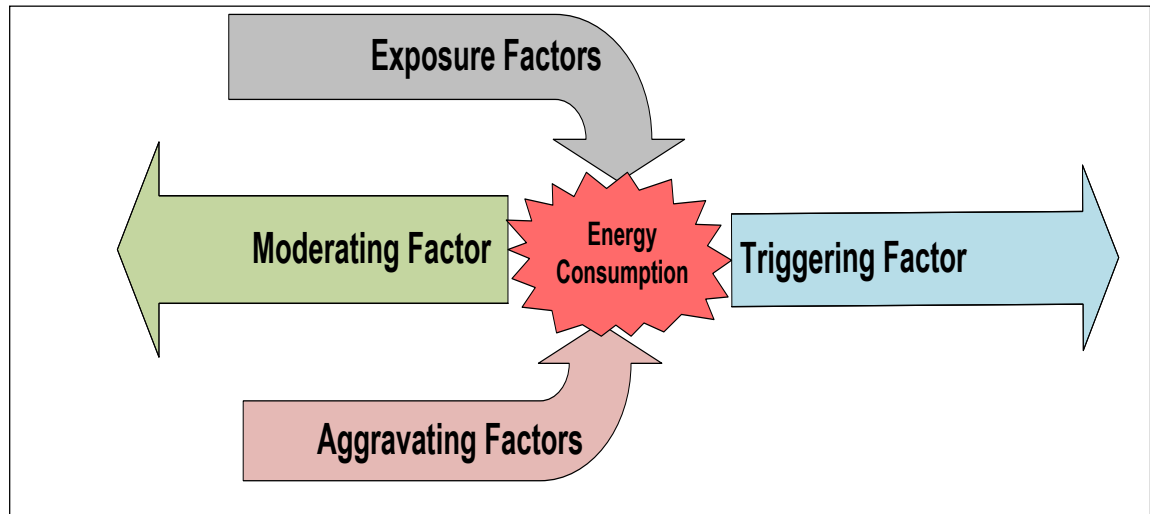 Exposure Factors
Moderating Factor
Energy
Consumption
Triggering Factor
Aggravating Factors